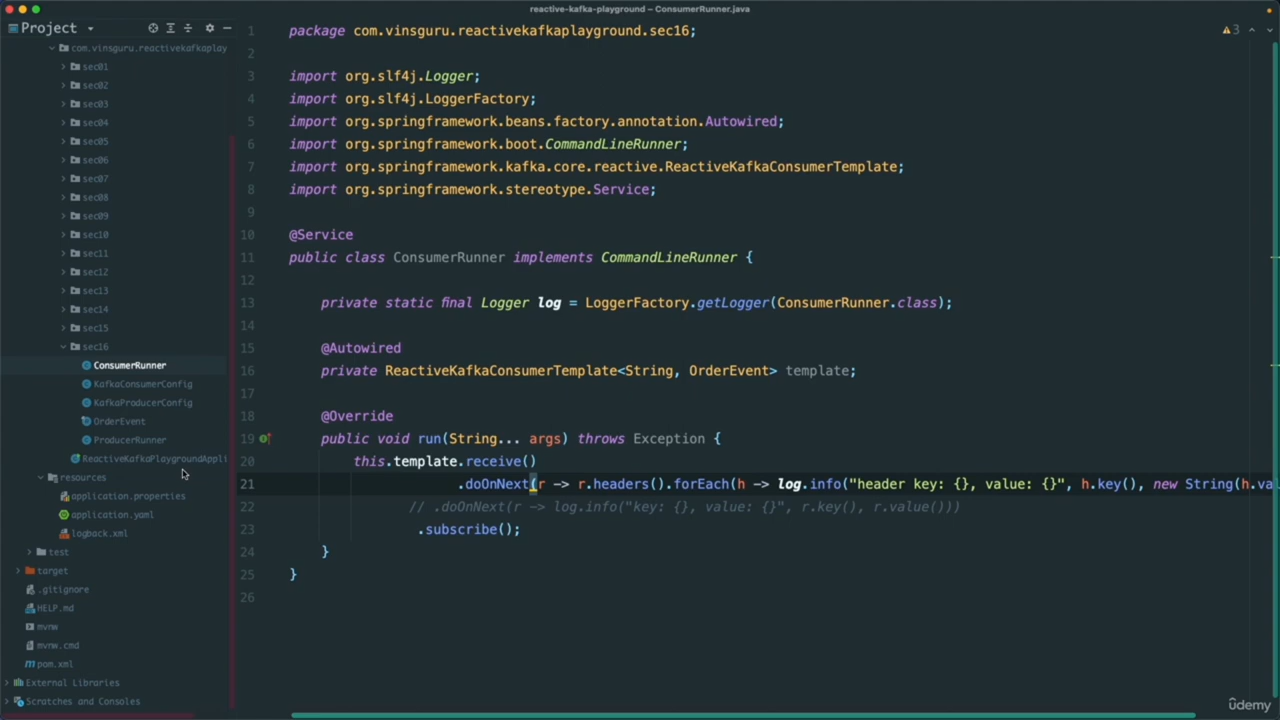 reactive-kafka-playground – ConsumerRunner.java
Project
com.vinsguru.reactivekafkaplay
sec01
sec02
sec03
sec04
sec05
sec06
sec07
sec08
sec09
sec10
sec11
sec12
sec13
sec14
sec15
sec16
ConsumerRunner
KafkaConsumerConfig
KafkaProducerConfig
OrderEvent
ProducerRunner
ReactiveKafkaPlaygroundAppli
resources
application.properties
application.yaml
logback.xml
test
target
.gitignore
HELP.md
mvnw
mvnw.cmd
pom.xml
External Libraries
Scratches and Consoles
3
1 package com.vinsguru.reactivekafkaplayground.sec16;
2
3 import org.slf4j.Logger;
4 import org.slf4j.LoggerFactory;
5 import org.springframework.beans.factory.annotation.Autowired;
6 import org.springframework.boot.CommandLineRunner;
7 import org.springframework.kafka.core.reactive.ReactiveKafkaConsumerTemplate;
8 import org.springframework.stereotype.Service;
9
10 @Service
11 public class ConsumerRunner implements CommandLineRunner {
12
13 private static final Logger log = LoggerFactory.getLogger(ConsumerRunner.class);
14
15 @Autowired
16 private ReactiveKafkaConsumerTemplate<String, OrderEvent> template;
17
18 @Override
19 public void run(String... args) throws Exception {
20 this.template.receive()
21 .doOnNext(r -> r.headers().forEach(h -> log.info("header key: {}, value: {}", h.key(), new String(h.va
22 // .doOnNext(r -> log.info("key: {}, value: {}", r.key(), r.value()))
23 .subscribe();
24 }
25 }
26
ûdemy